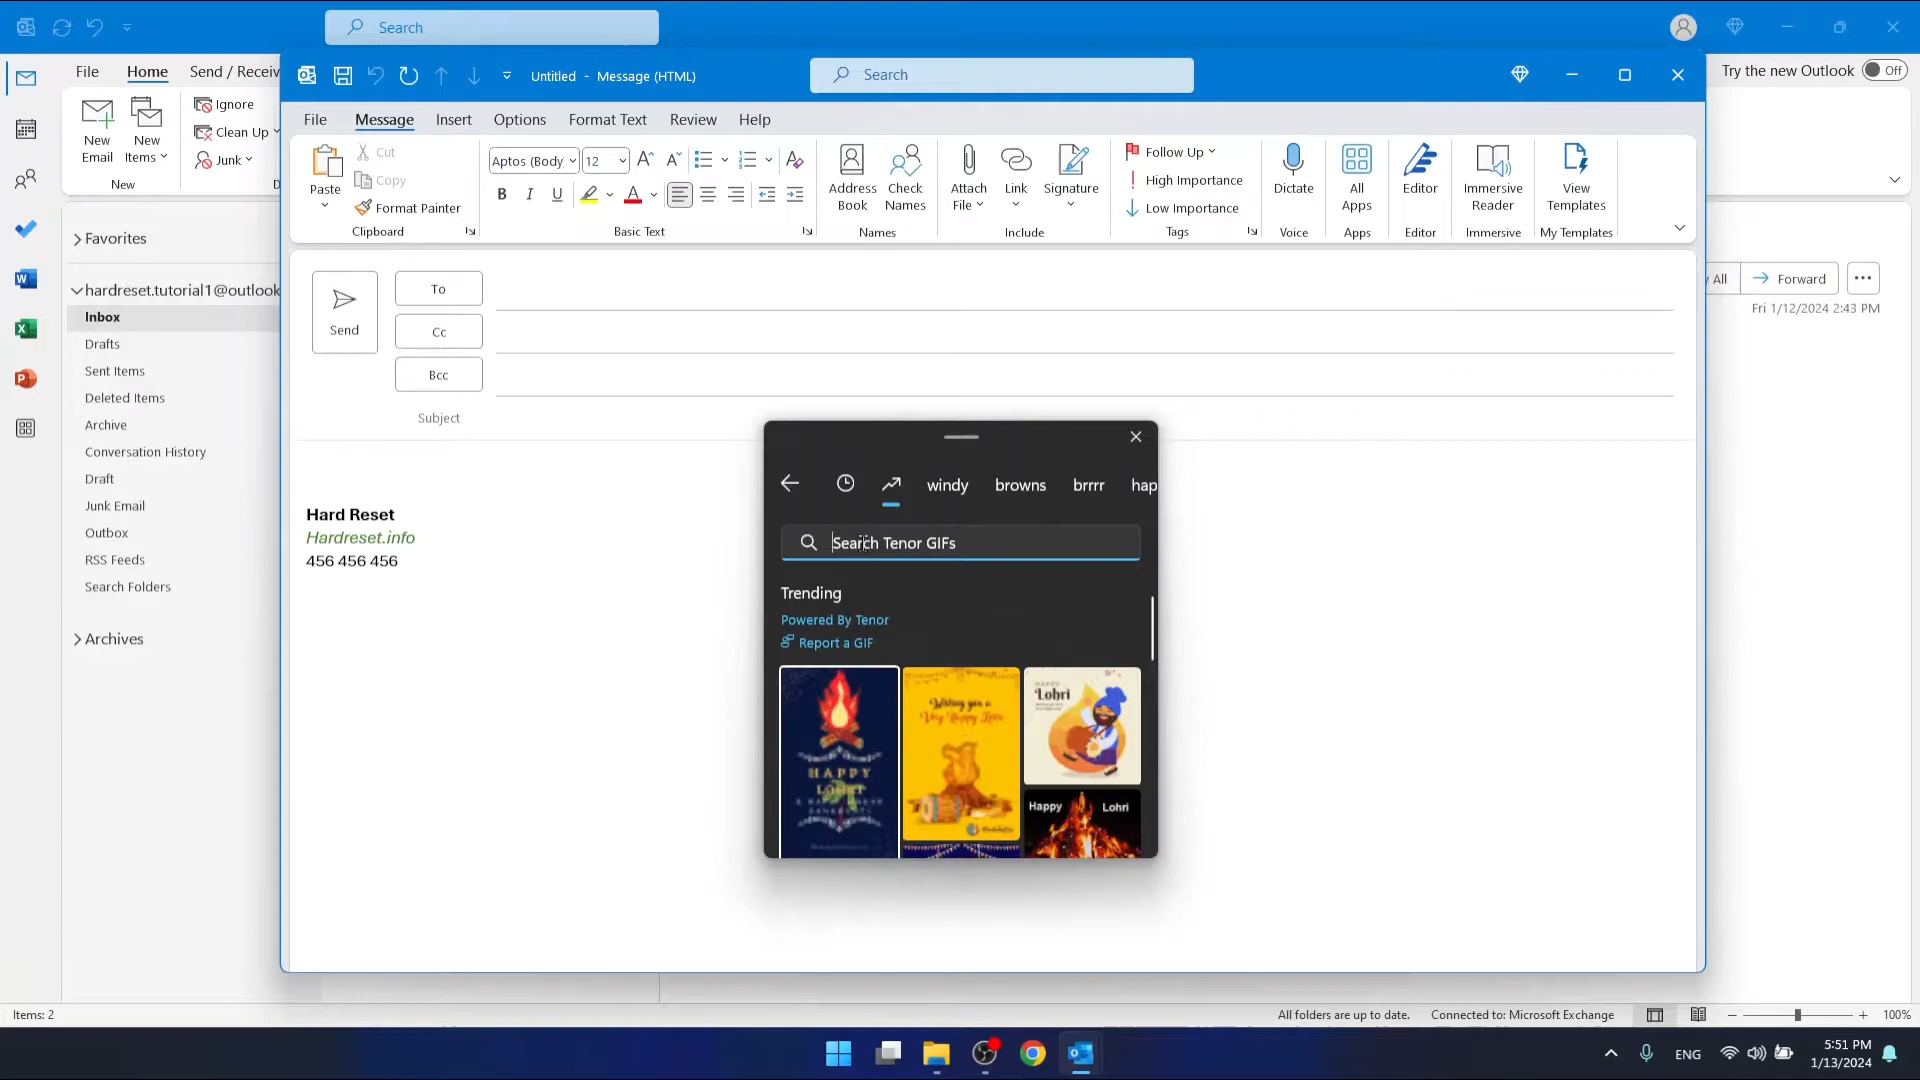 Search
File Home Send / Receiv
Try the new Outlook Off
New Email
New Items
Ignore
Clean Up
Junk
New
Untitled - Message (HTML)
Search
File Message Insert Options Format Text Review Help
Paste
Cut
Copy
Format Painter
Clipboard
Aptos (Body 12
B I U A
Basic Text
Address Book
Check Names
Names
Attach File
Link
Signature
Include
Follow Up
High Importance
Low Importance
Tags
Dictate
Voice
All Apps
Apps
Editor
Editor
Immersive Reader
Immersive
View Templates
My Templates
Favorites
hardreset.tutorial1@outlook
Inbox
Drafts
Sent Items
Deleted Items
Archive
Conversation History
Draft
Junk Email
Outbox
RSS Feeds
Search Folders
Archives
Send
To
Cc
Bcc
Subject
All Forward
Fri 1/12/2024 2:43 PM
Hard Reset
Hardreset.info
456 456 456
windy browns brrrr hap
Search Tenor GIFs
Trending
Powered By Tenor
Report a GIF
HAPPY
LOHRI
Wishing you a
Very Happy
HAPPY
Lohri
Happy Lohri
Items: 2
All folders are up to date. Connected to: Microsoft Exchange 100%
ENG
5:51 PM
1/13/2024